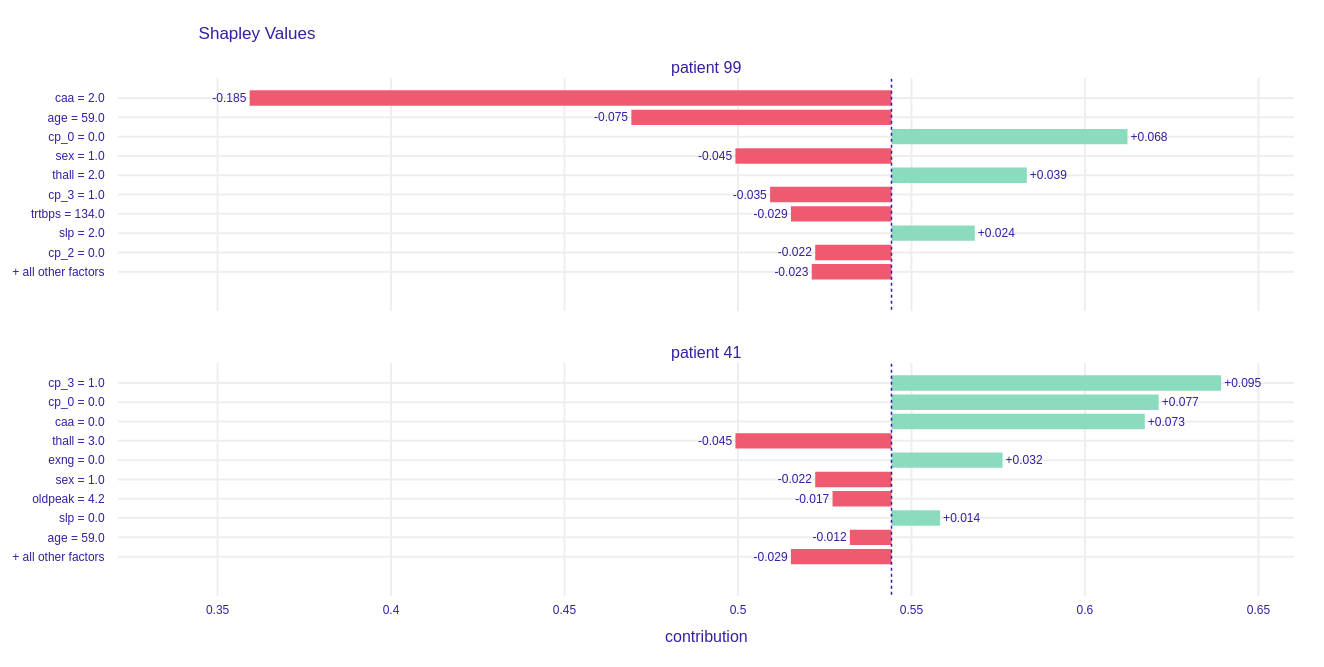 Shapley Values
patient 99
caa = 2.0 -0.185
age = 59.0 -0.075
cp_0 = 0.0 +0.068
sex = 1.0 -0.045
thall = 2.0 +0.039
cp_3 = 1.0 -0.035
trtbps = 134.0 -0.029
slp = 2.0 +0.024
cp_2 = 0.0 -0.022
+ all other factors -0.023
patient 41
cp_3 = 1.0 +0.095
cp_0 = 0.0 +0.077
caa = 0.0 +0.073
thall = 3.0 -0.045
exng = 0.0 +0.032
sex = 1.0 -0.022
oldpeak = 4.2 -0.017
slp = 0.0 +0.014
age = 59.0 -0.012
+ all other factors -0.029
0.35 0.4 0.45 0.5 0.55 0.6 0.65
contribution